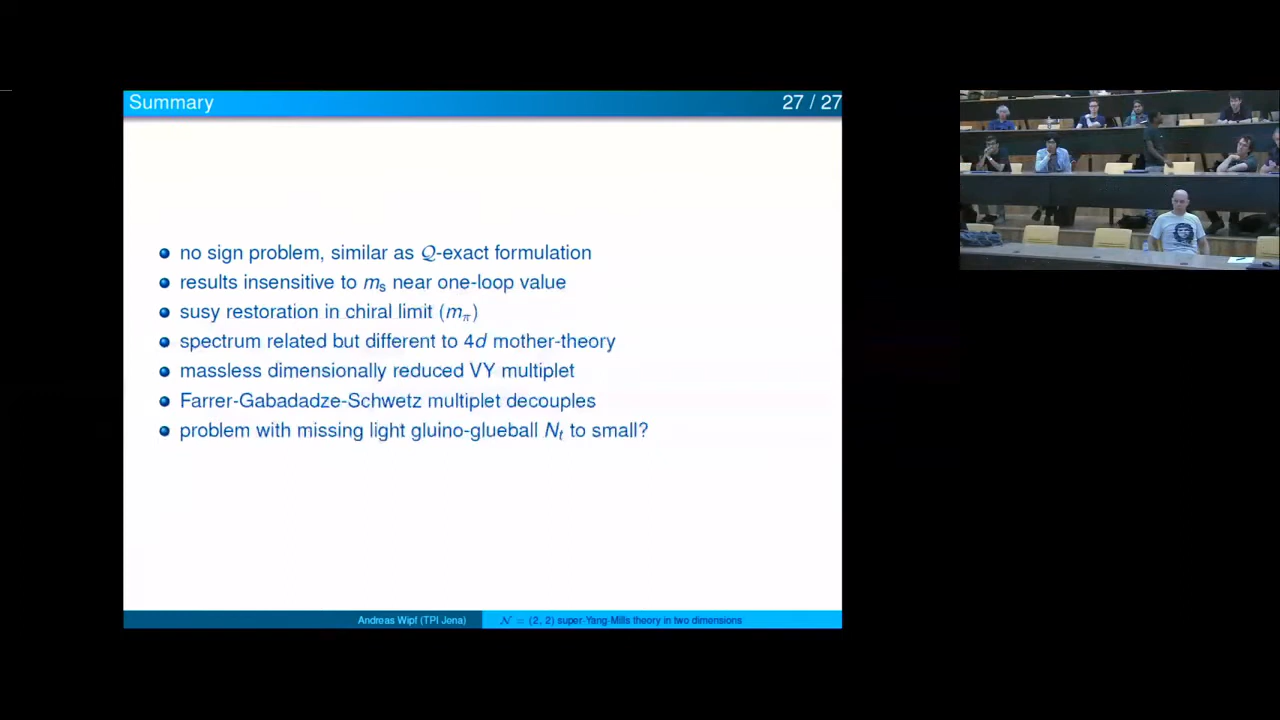 Summary 27 / 27
no sign problem, similar as 𝒬-exact formulation
results insensitive to mₛ near one-loop value
susy restoration in chiral limit (m_π)
spectrum related but different to 4d mother-theory
massless dimensionally reduced VY multiplet
Farrer-Gabadadze-Schwetz multiplet decouples
problem with missing light gluino-glueball Nₜ to small?
Andreas Wipf (TPI Jena) 𝒩 = (2, 2) super-Yang-Mills theory in two dimensions